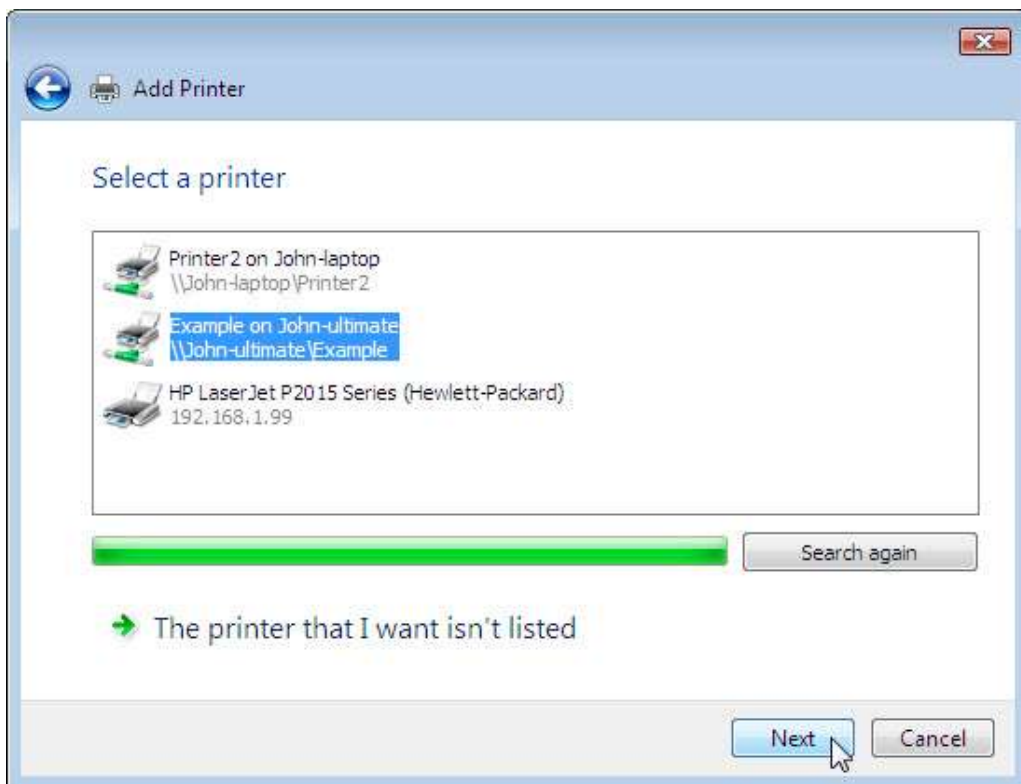 Add Printer
Select a printer
Printer2 on John-laptop
\\John-laptop\Printer2
Example on John-ultimate
\\John-ultimate\Example
HP LaserJet P2015 Series (Hewlett-Packard)
192.168.1.99
Search again
The printer that I want isn't listed
Next
Cancel